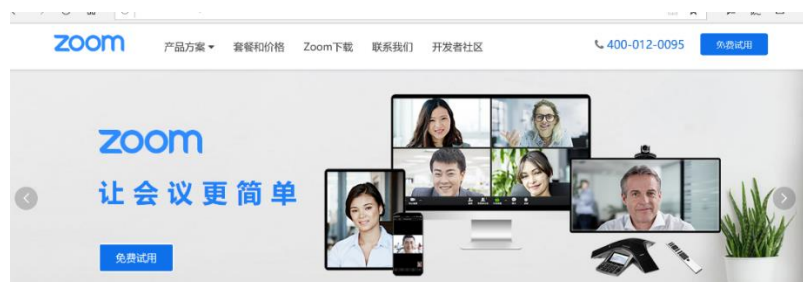 zoom 产品方案 套餐和价格 Zoom下载 联系我们 开发者社区 400-012-0095 免费试用
zoom
让会议更简单
免费试用